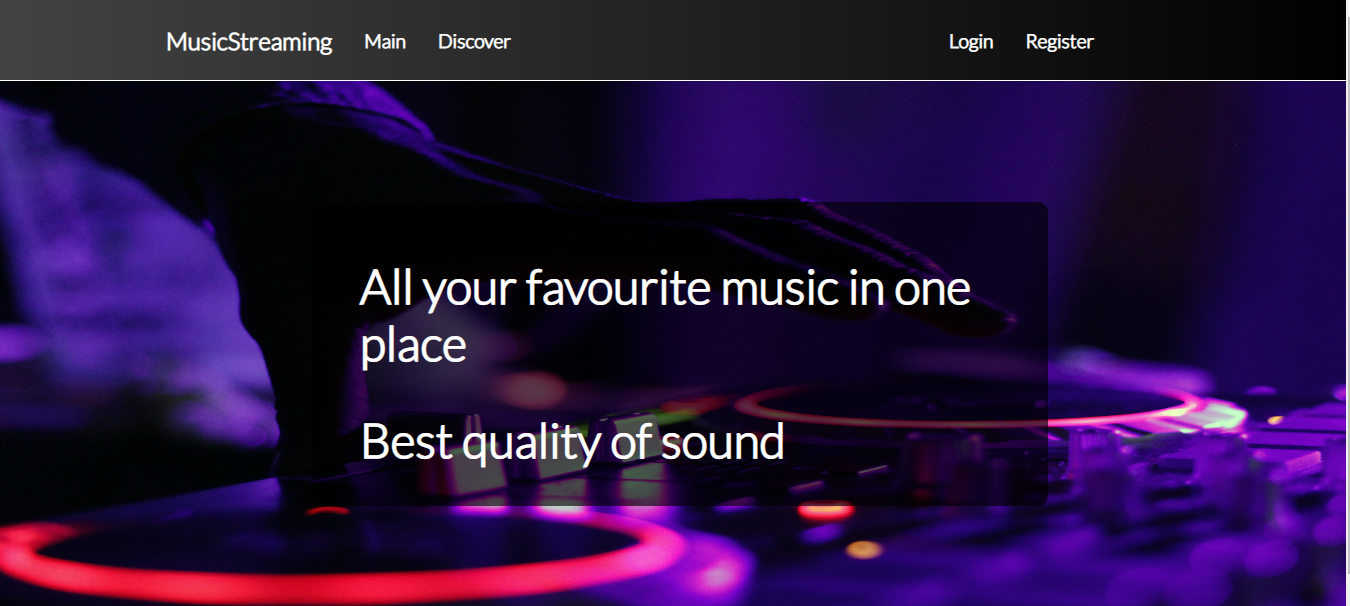 MusicStreaming Main Discover Login Register
All your favourite music in one
place
Best quality of sound